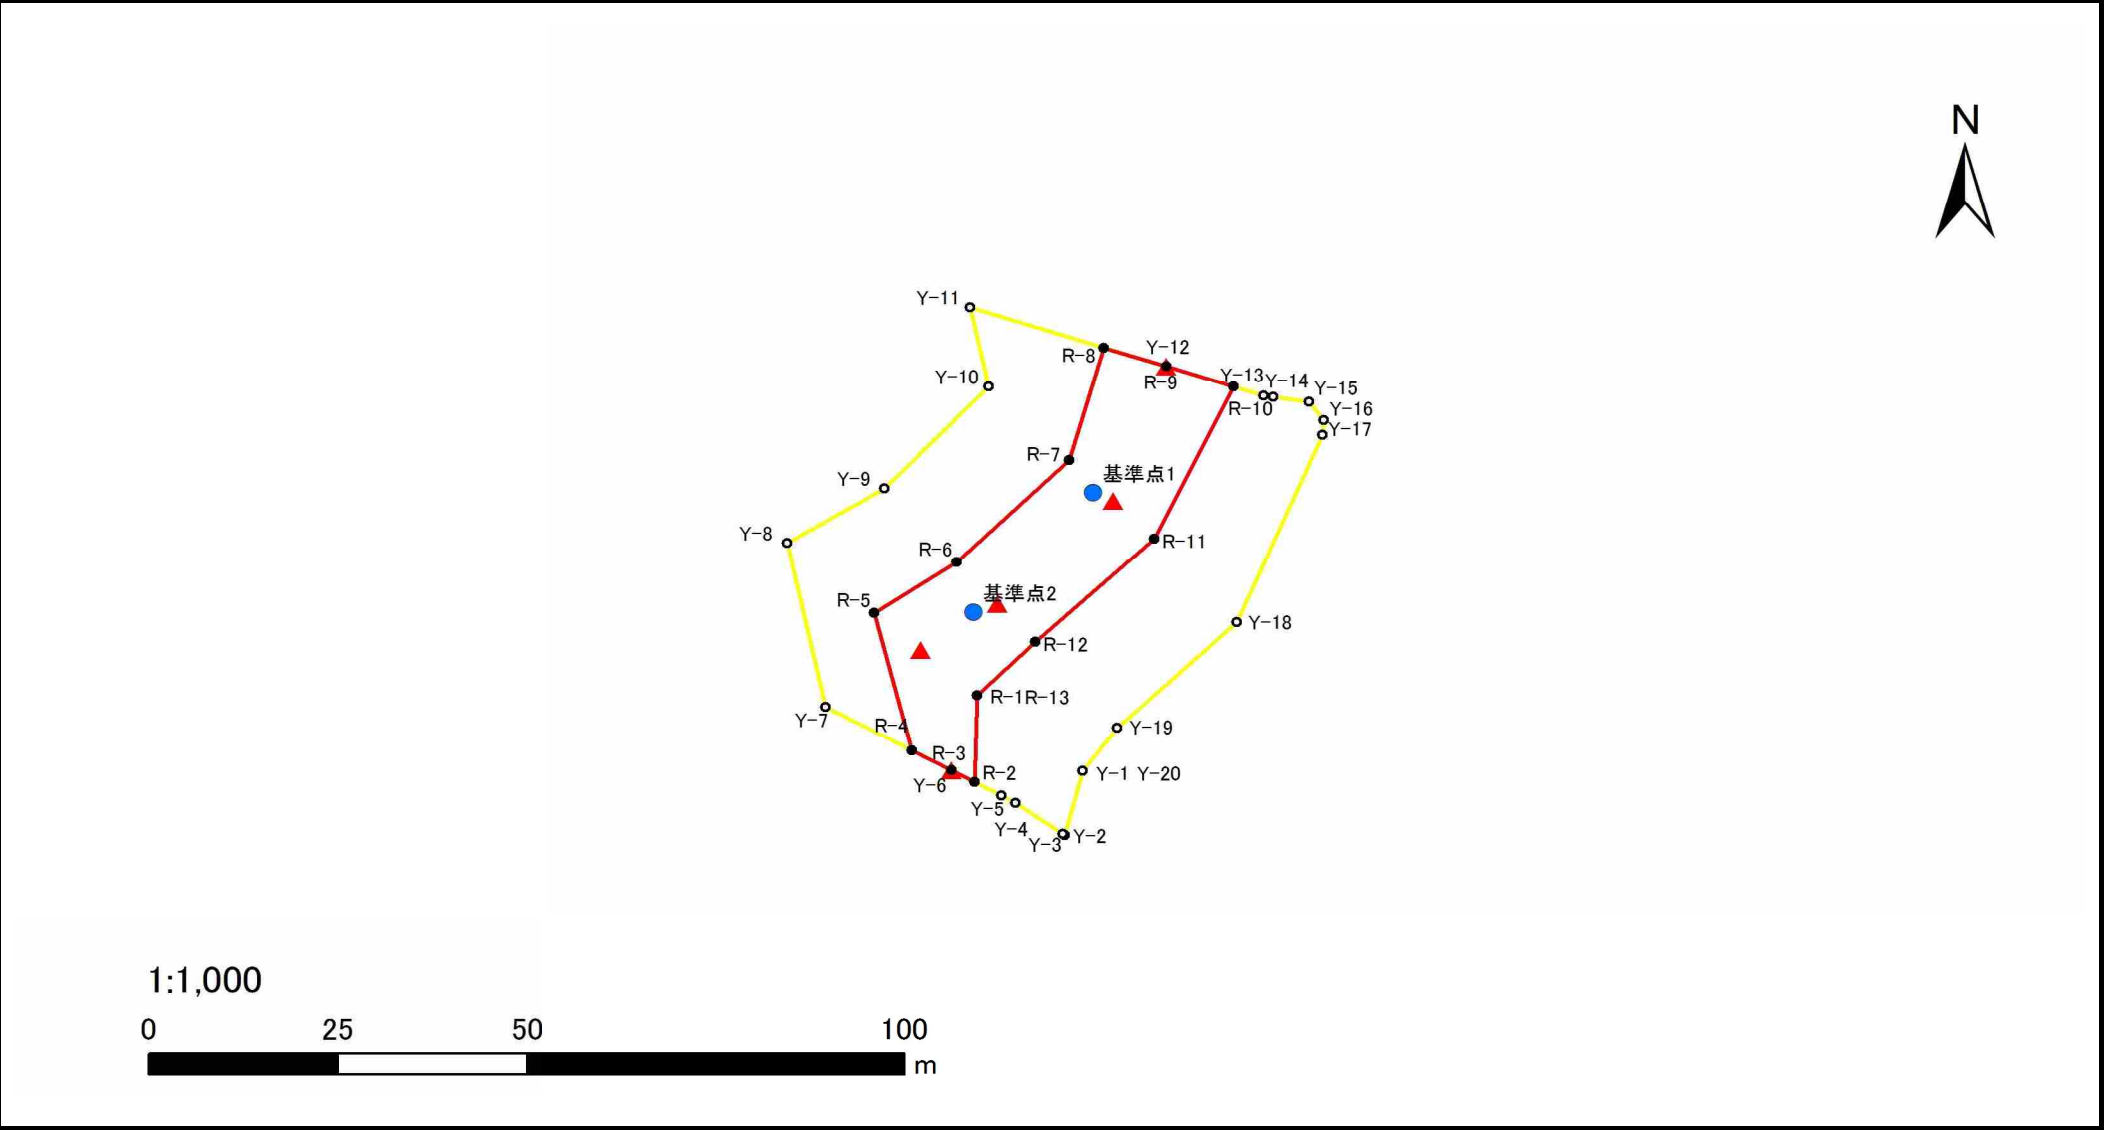 N
Y-11
Y-12
R-8
R-9
Y-10
Y-13
Y-14
Y-15
R-10
Y-16
Y-17
R-7
基準点1
Y-9
Y-8
R-6
R-11
基準点2
R-5
Y-18
R-12
R-1R-13
Y-7
R-4
Y-19
R-3
R-2
Y-1 Y-20
Y-6
Y-5
Y-4
Y-3
Y-2
1:1,000
0 25 50 100
m